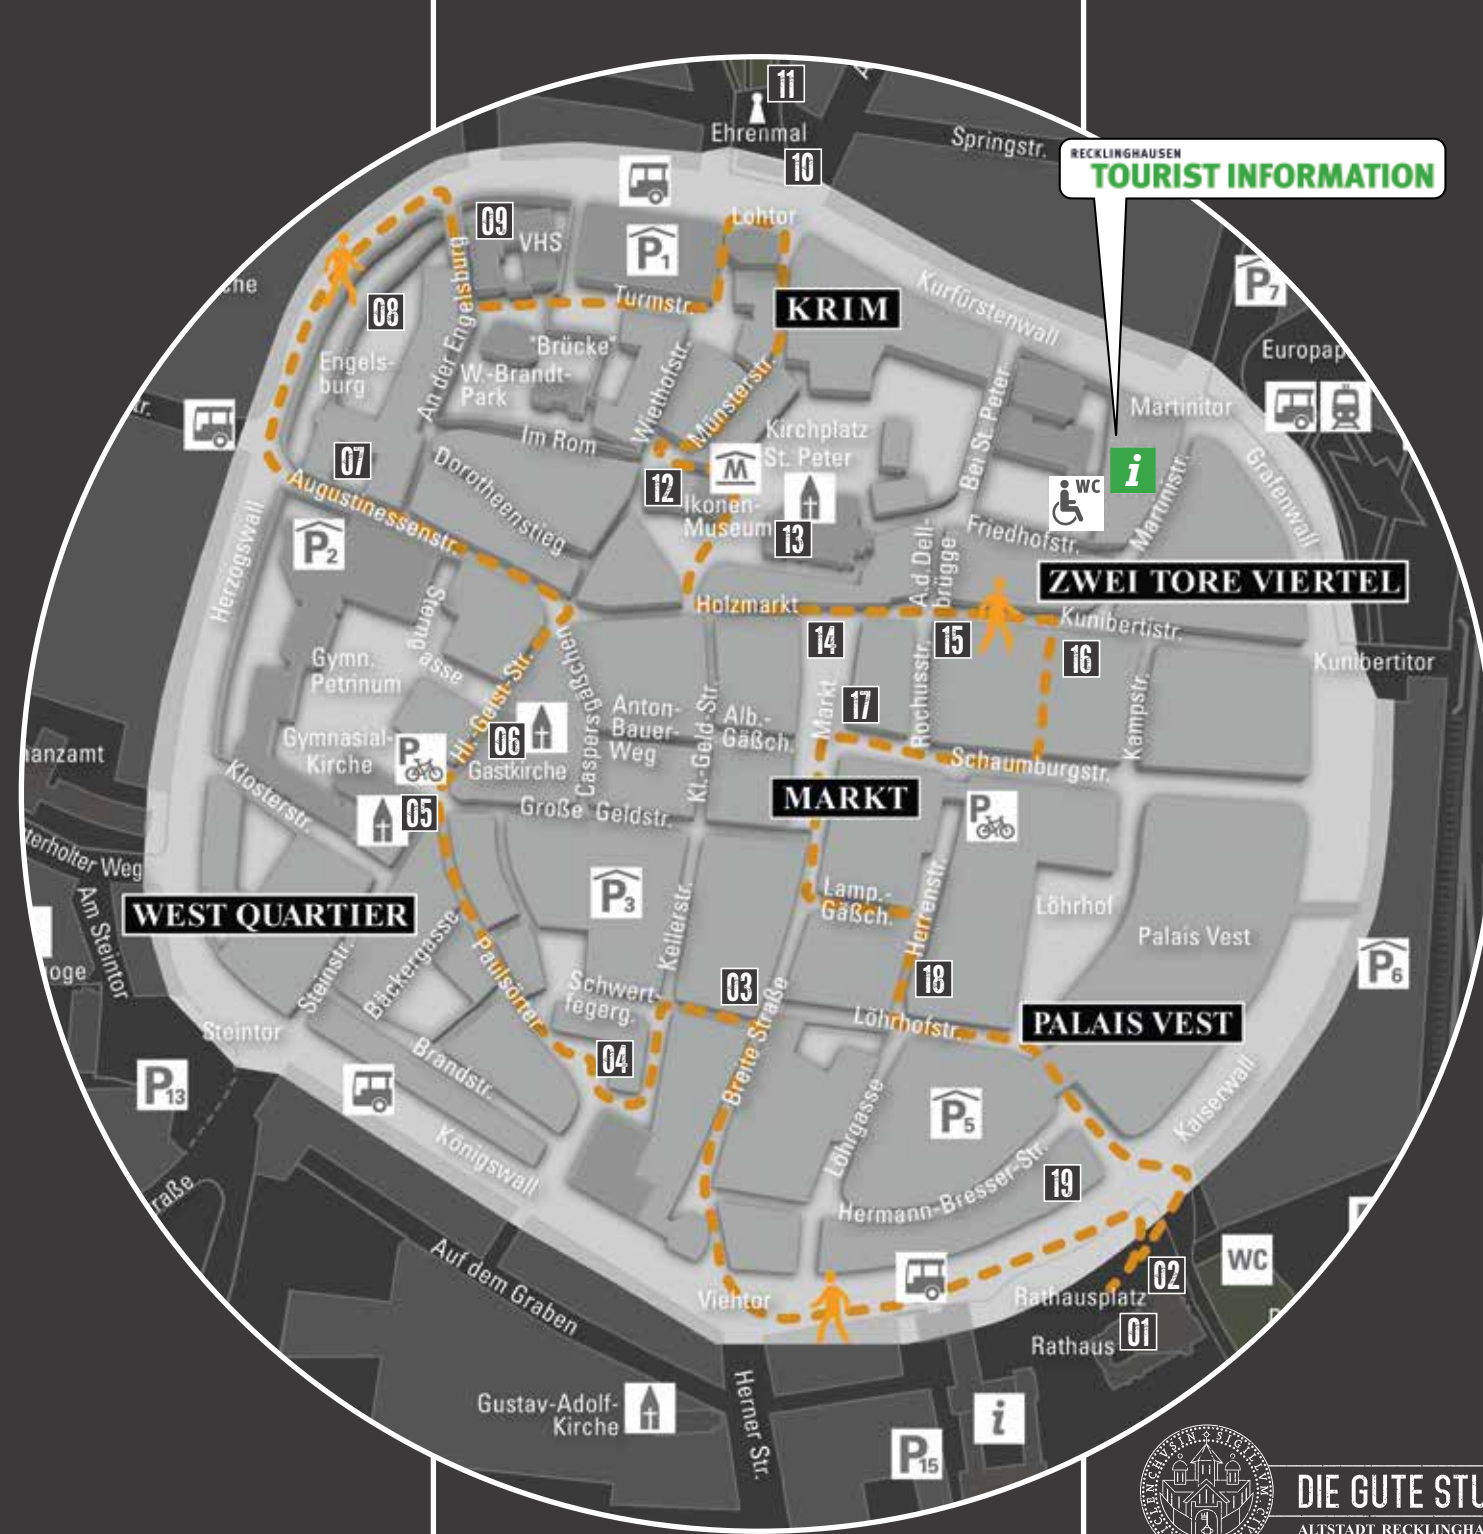 11
Ehrenmal
10
Springstr.
RECKLINGHAUSEN
TOURIST INFORMATION
09
VHS
P1
Lohtor
Turmstr.
KRIM
Kurfürstenwall
P7
Europap
08
Engels-
burg
An der Engelsburg
"Brücke"
W.-Brandt-
Park
Wiethofstr.
Münsterstr.
Im Rom
Kirchplatz
St. Peter
Bei St. Peter
Martinitor
i
WC
Martinistr.
Grafenwall
07
Augustinessenstr.
Dorotheenstieg
12
M
Ikonen-
Museum
13
Friedhofstr.
A.d.Dell-
brügge
ZWEI TORE VIERTEL
P2
Herzogswall
Holzmarkt
14
15
Kunibertistr.
16
Kunibertitor
Steng
asse
Gymn.
Petrinum
Hl.-Geist-Str.
Caspersgäßchen
Anton-
Bauer-
Weg
Kl.-Geld-Str.
Alb.-
Gäßch.
Markt
17
Rochusstr.
Kampstr.
Schaumburgstr.
Gymnasial-
Kirche
P
06
Gastkirche
05
Große Geldstr.
MARKT
P
anzamt
Klosterstr.
terholter Weg
Am Steintor
WEST QUARTIER
oge
P3
Kellerstr.
Lamp.-
Gäßch.
Herrenstr.
Löhrhof
Palais Vest
P6
Steinstr.
Bäckergasse
Paulsörter
Schwert-
fegerg.
03
Breite Straße
18
Löhrhofstr.
PALAIS VEST
Steintor
P13
Brandstr.
04
Löhrgasse
P5
Kaiserwall
Königswall
raße
Hermann-Bresser-Str.
19
Auf dem Graben
Viehtor
02
WC
Rathausplatz
Rathaus
01
Gustav-Adolf-
Kirche
Herner Str.
i
P15
DIE GUTE STU
ALTSTADT RECKLINGHA